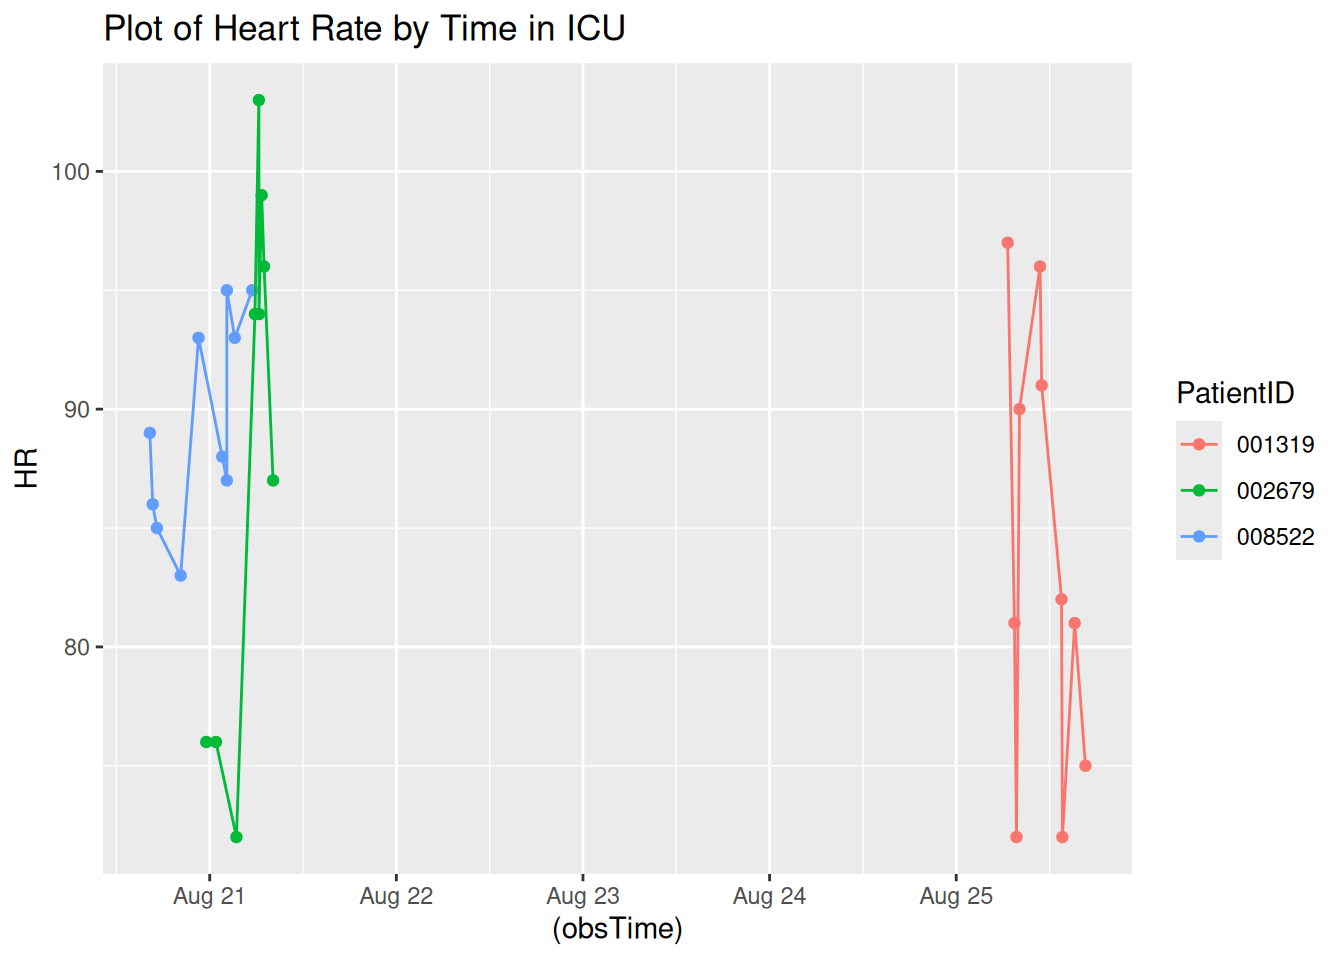 Plot of Heart Rate by Time in ICU
100
90
80
HR
Aug 21 Aug 22 Aug 23 Aug 24 Aug 25
(obsTime)
PatientID
001319
002679
008522